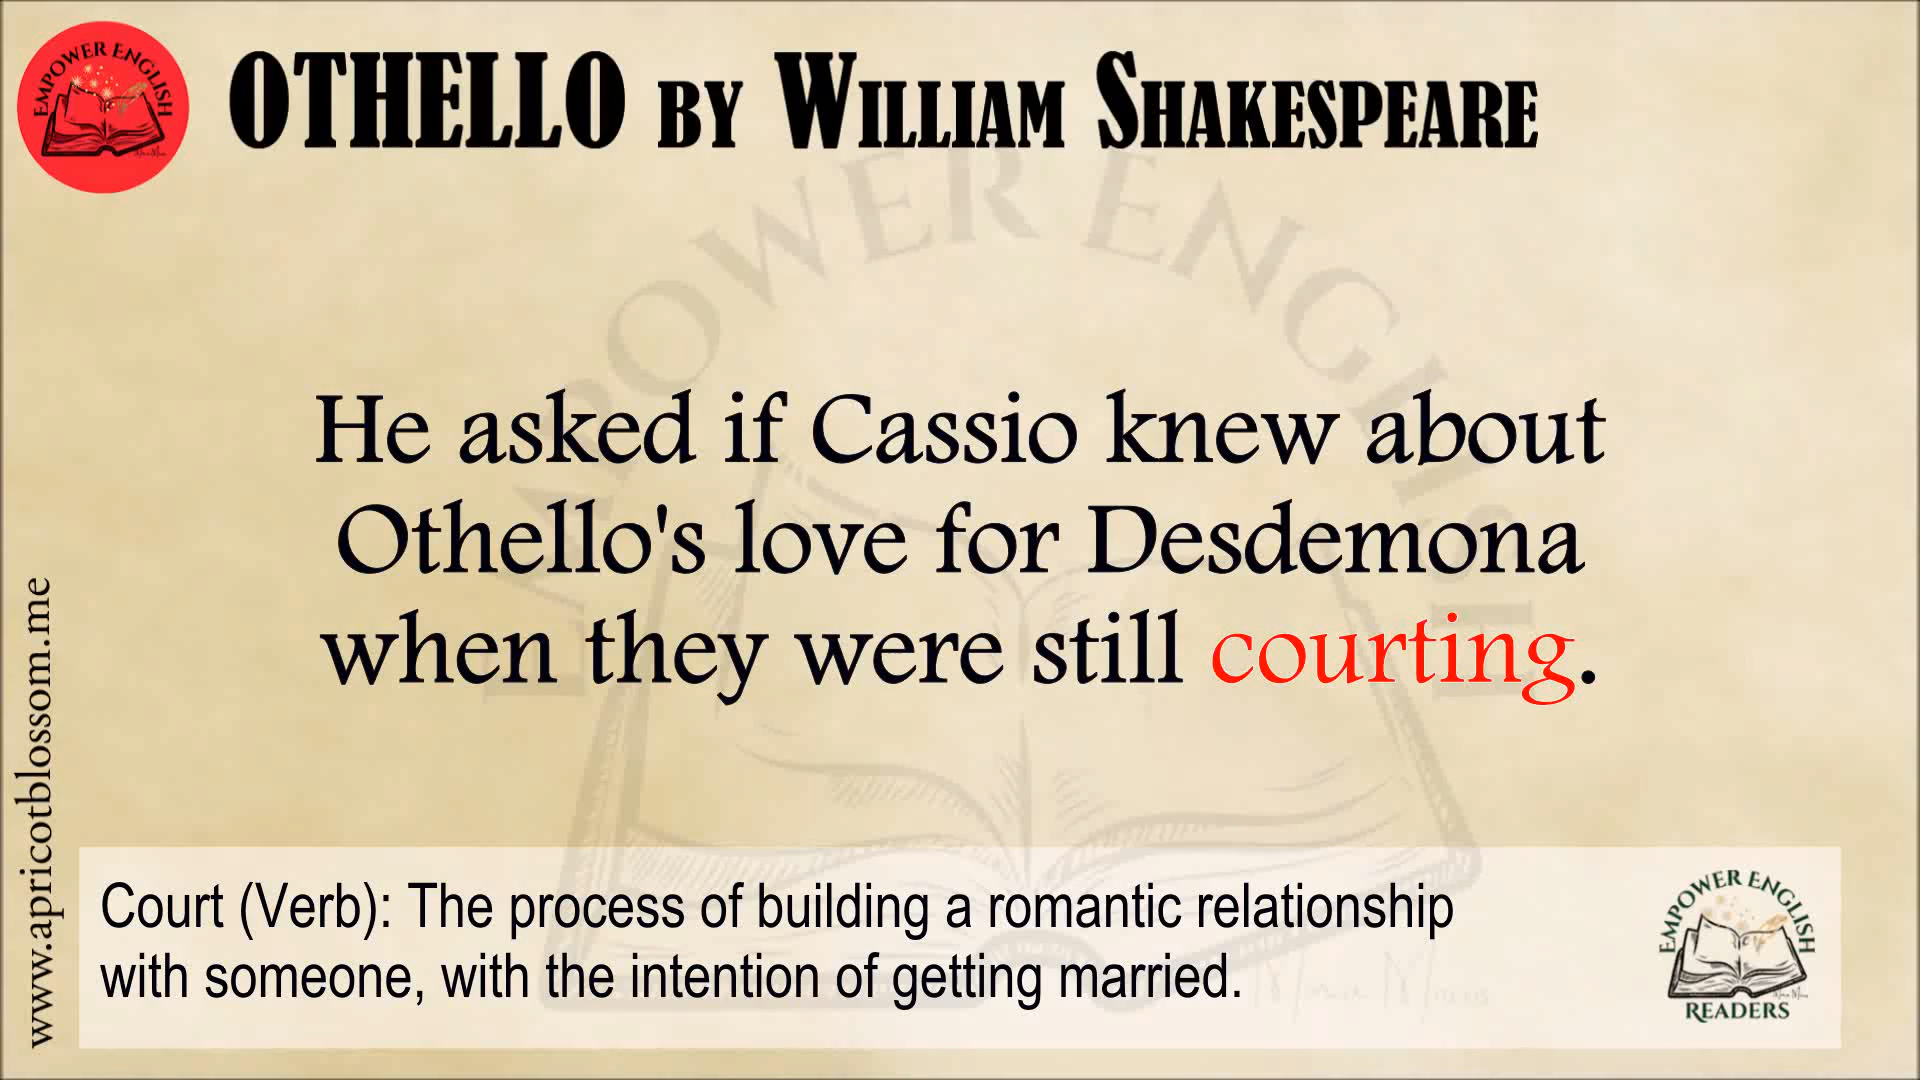 EMPOWER ENGLISH
OTHELLO BY WILLIAM SHAKESPEARE
EMPOWER ENGLISH
He asked if Cassio knew about
Othello's love for Desdemona
when they were still courting.
www.apricotblossom.me
Court (Verb): The process of building a romantic relationship
with someone, with the intention of getting married.
EMPOWER ENGLISH
READERS